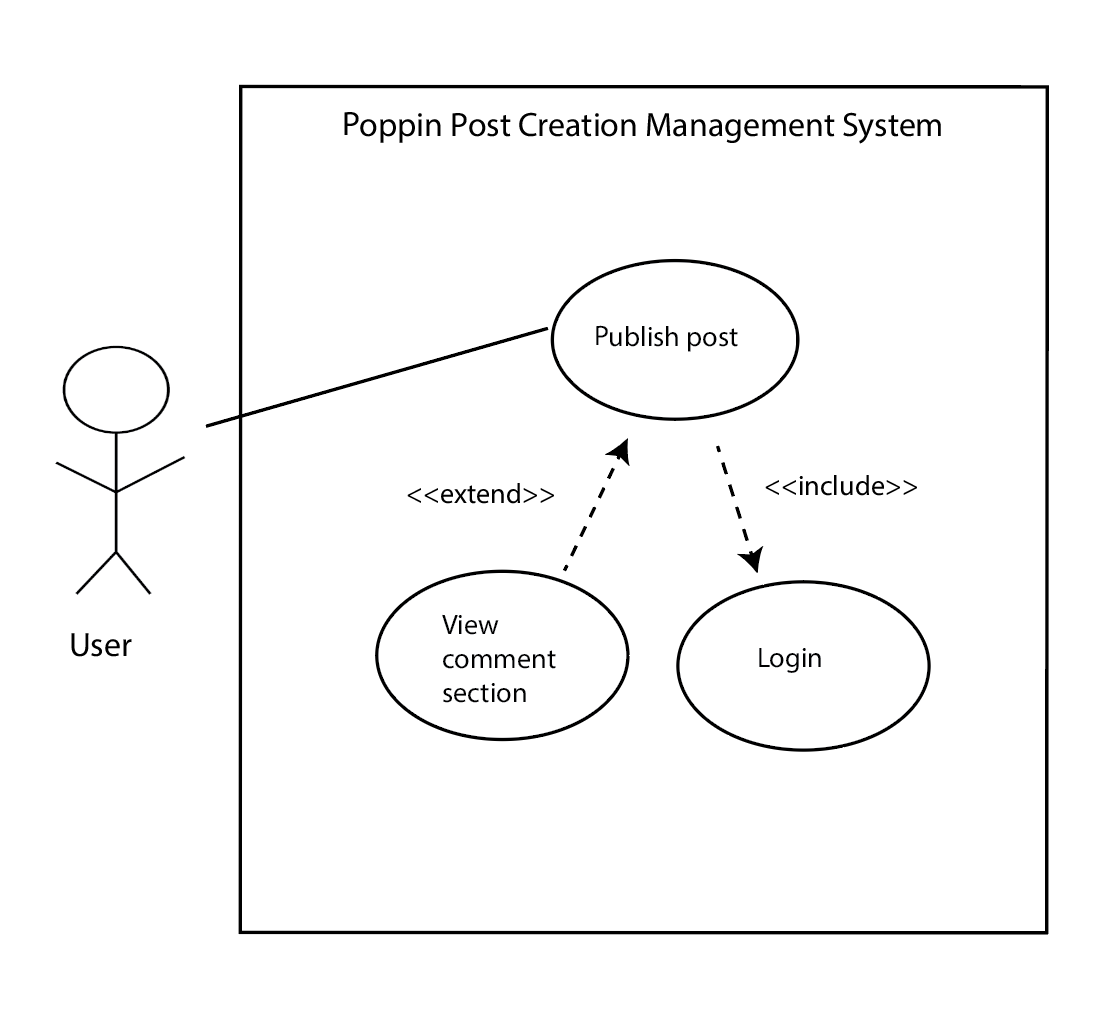 Poppin Post Creation Management System
Publish post
<<extend>>
<<include>>
View
comment
section
Login
User